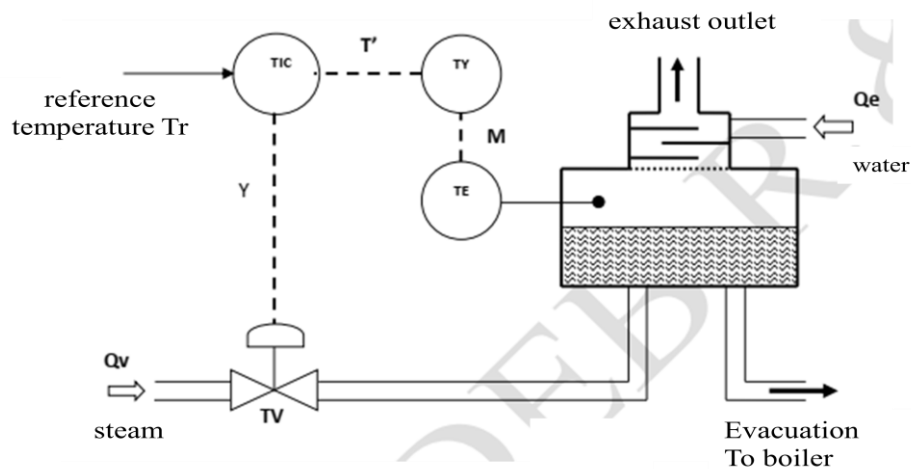 exhaust outlet
TIC
T'
TY
reference
temperature Tr
Qe
water
M
Y
TE
Qv
steam
TV
Evacuation
To boiler